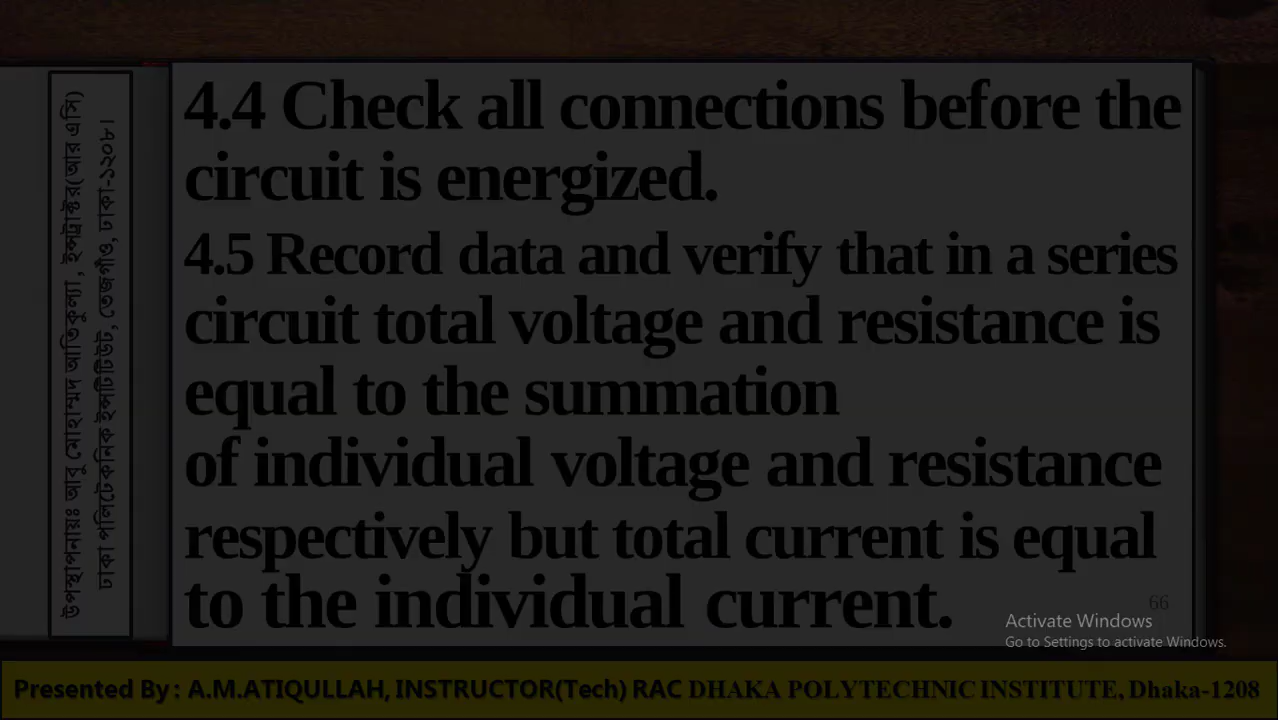 উপস্থাপনায়ঃ আবু মোহাম্মদ আতিকুল্যা, ইন্সট্রাক্টর(আর এসি)
ঢাকা পলিটেকনিক ইন্সটিটিউট, তেজগাঁও, ঢাকা-১২০৮।
4.4 Check all connections before the
circuit is energized.
4.5 Record data and verify that in a series
circuit total voltage and resistance is
equal to the summation
of individual voltage and resistance
respectively but total current is equal
to the individual current.
66
Activate Windows
Go to Settings to activate Windows.
Presented By : A.M.ATIQULLAH, INSTRUCTOR(Tech) RAC DHAKA POLYTECHNIC INSTITUTE, Dhaka-1208